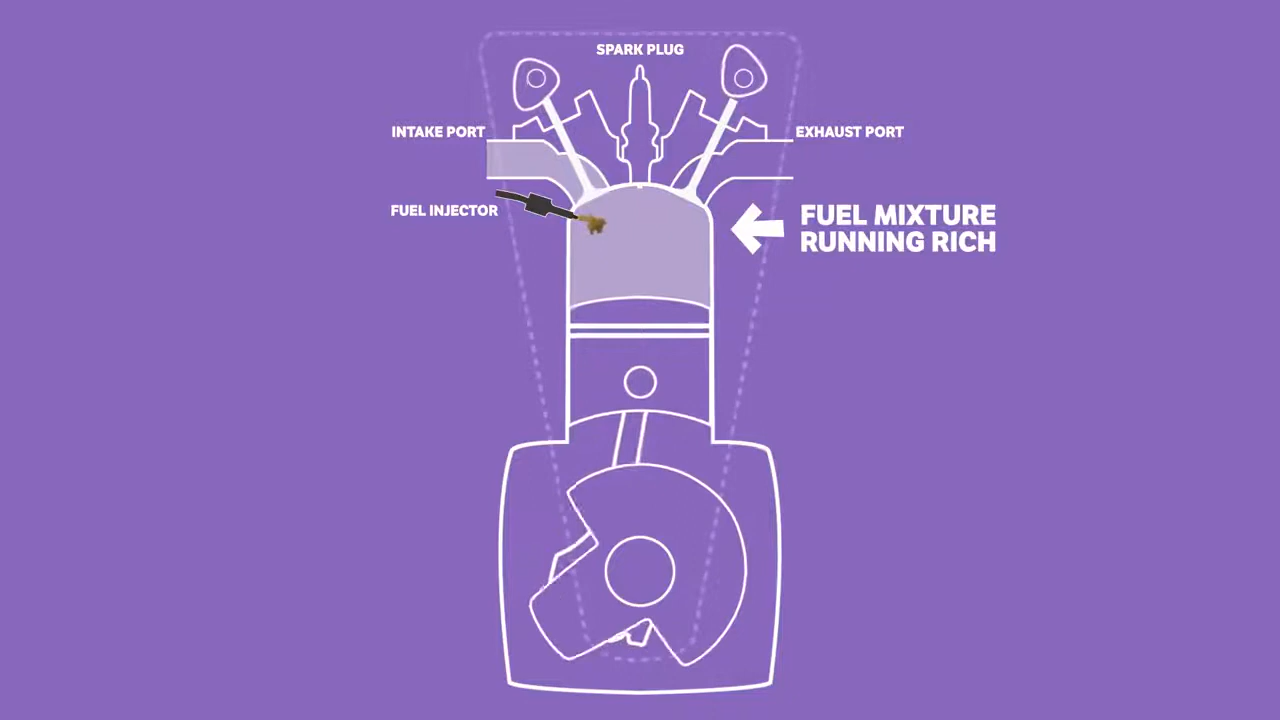 SPARK PLUG
INTAKE PORT
EXHAUST PORT
FUEL INJECTOR
FUEL MIXTURE
RUNNING RICH